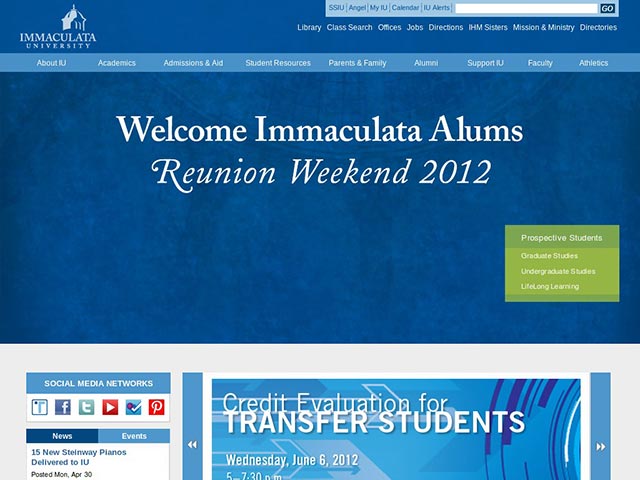 SSIU Angel My IU Calendar IU Alerts GO
IMMACULATA
UNIVERSITY
Library Class Search Offices Jobs Directions IHM Sisters Mission & Ministry Directories
About IU Academics Admissions & Aid Student Resources Parents & Family Alumni Support IU Faculty Athletics
Welcome Immaculata Alums
Reunion Weekend 2012
Prospective Students
Graduate Studies
Undergraduate Studies
LifeLong Learning
SOCIAL MEDIA NETWORKS
News Events
15 New Steinway Pianos
Delivered to IU
Posted Mon, Apr 30
Credit Evaluation for
TRANSFER STUDENTS
Wednesday, June 6, 2012
5–7:30 p.m.